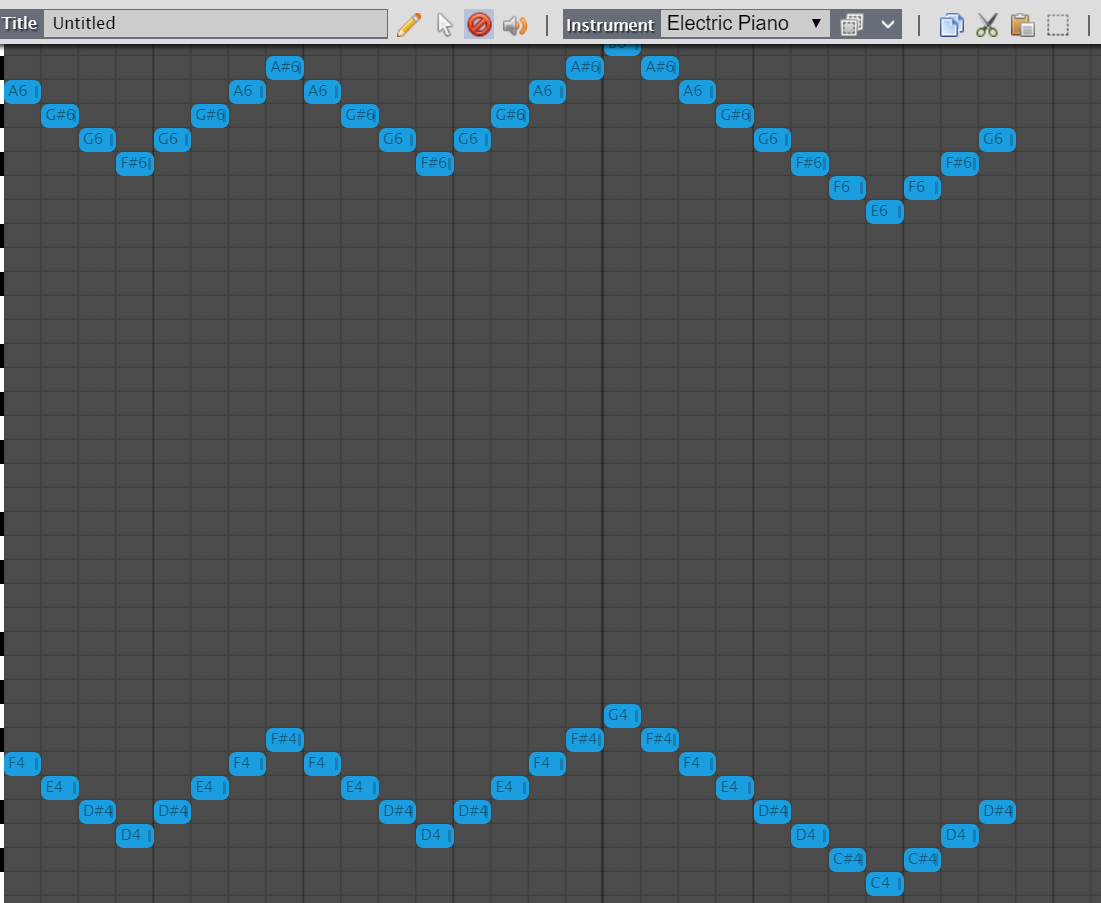 Title Untitled Instrument Electric Piano
A#6 A#6 A#6
A6 A6 A6 A6 A6
G#6 G#6 G#6 G#6 G#6
G6 G6 G6 G6 G6 G6
F#6 F#6 F#6 F#6
F6 F6
E6
G4
F#4 F#4 F#4
F4 F4 F4 F4 F4
E4 E4 E4 E4 E4
D#4 D#4 D#4 D#4 D#4 D#4
D4 D4 D4 D4
C#4 C#4
C4